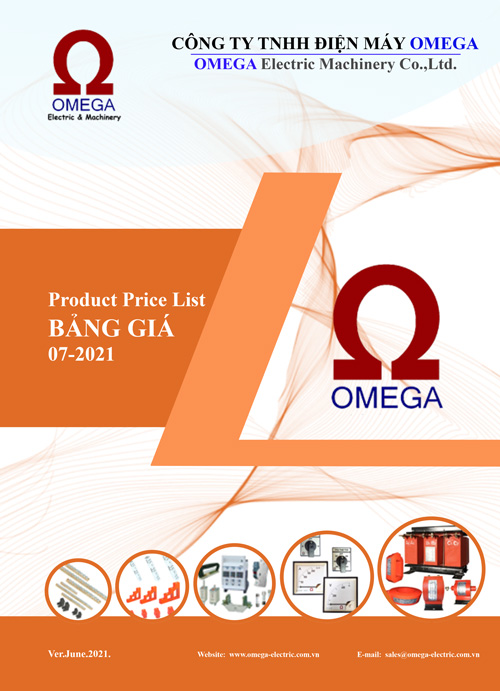 CÔNG TY TNHH ĐIỆN MÁY OMEGA
OMEGA Electric Machinery Co.,Ltd.
OMEGA
Electric & Machinery
Product Price List
BẢNG GIÁ
07-2021
OMEGA
Ver.June.2021.
Website: www.omega-electric.com.vn
E-mail: sales@omega-electric.com.vn